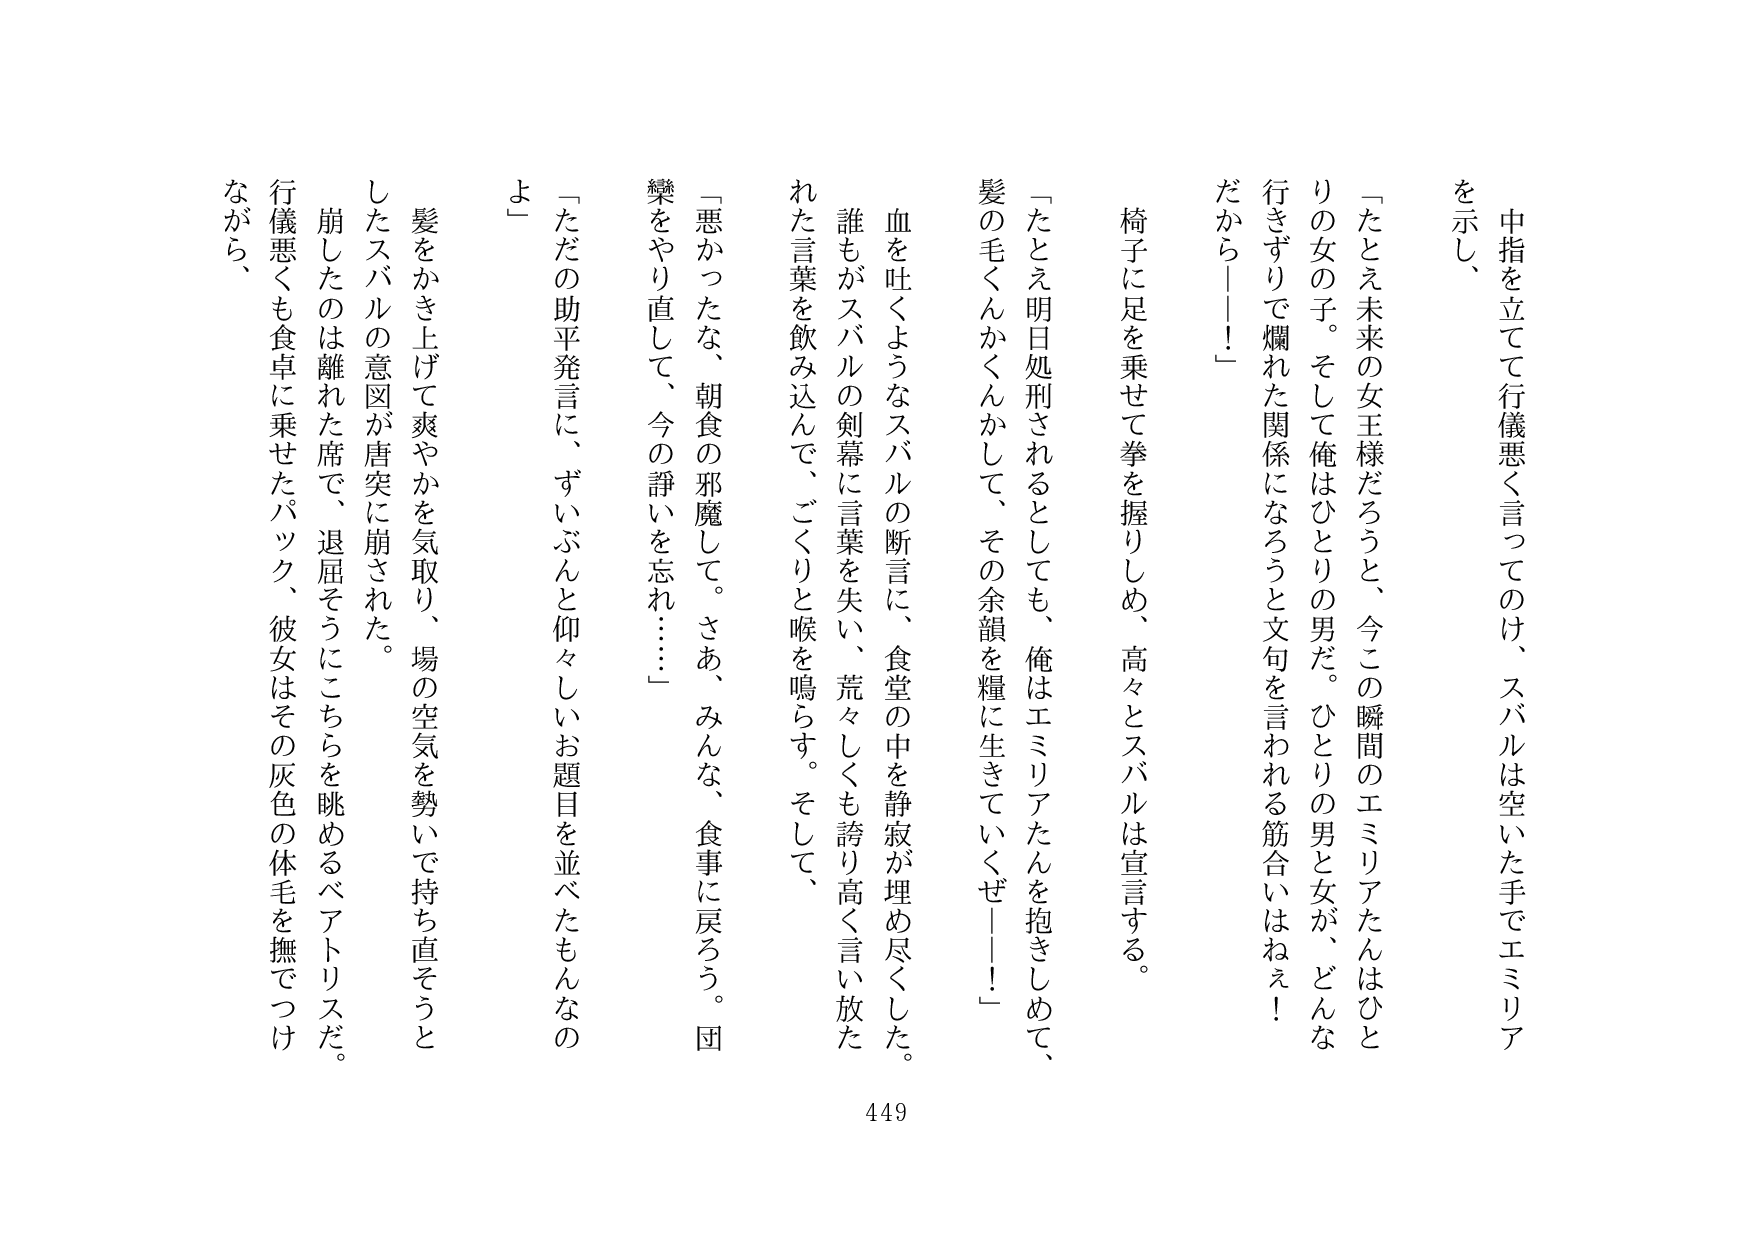 中指を立てて行儀悪く言ってのけ、スバルは空いた手でエミリア
を示し、
「たとえ未来の女王様だろうと、今この瞬間のエミリアたんはひと
りの女の子。そして俺はひとりの男だ。ひとりの男と女が、どんな
行きずりで爛れた関係になろうと文句を言われる筋合いはねぇ！
だから――！」
椅子に足を乗せて拳を握りしめ、高々とスバルは宣言する。
「たとえ明日処刑されるとしても、俺はエミリアたんを抱きしめて、
髪の毛くんかくんかして、その余韻を糧に生きていくぜ――！」
血を吐くようなスバルの断言に、食堂の中を静寂が埋め尽くした。
誰もがスバルの剣幕に言葉を失い、荒々しくも誇り高く言い放た
れた言葉を飲み込んで、ごくりと喉を鳴らす。そして、
「悪かったな、朝食の邪魔して。さあ、みんな、食事に戻ろう。団
欒をやり直して、今の諍いを忘れ……」
「ただの助平発言に、ずいぶんと仰々しいお題目を並べたもんなの
よ」
髪をかき上げて爽やかを気取り、場の空気を勢いで持ち直そうと
したスバルの意図が唐突に崩された。
崩したのは離れた席で、退屈そうにこちらを眺めるベアトリスだ。
行儀悪くも食卓に乗せたパック、彼女はその灰色の体毛を撫でつけ
ながら、
449